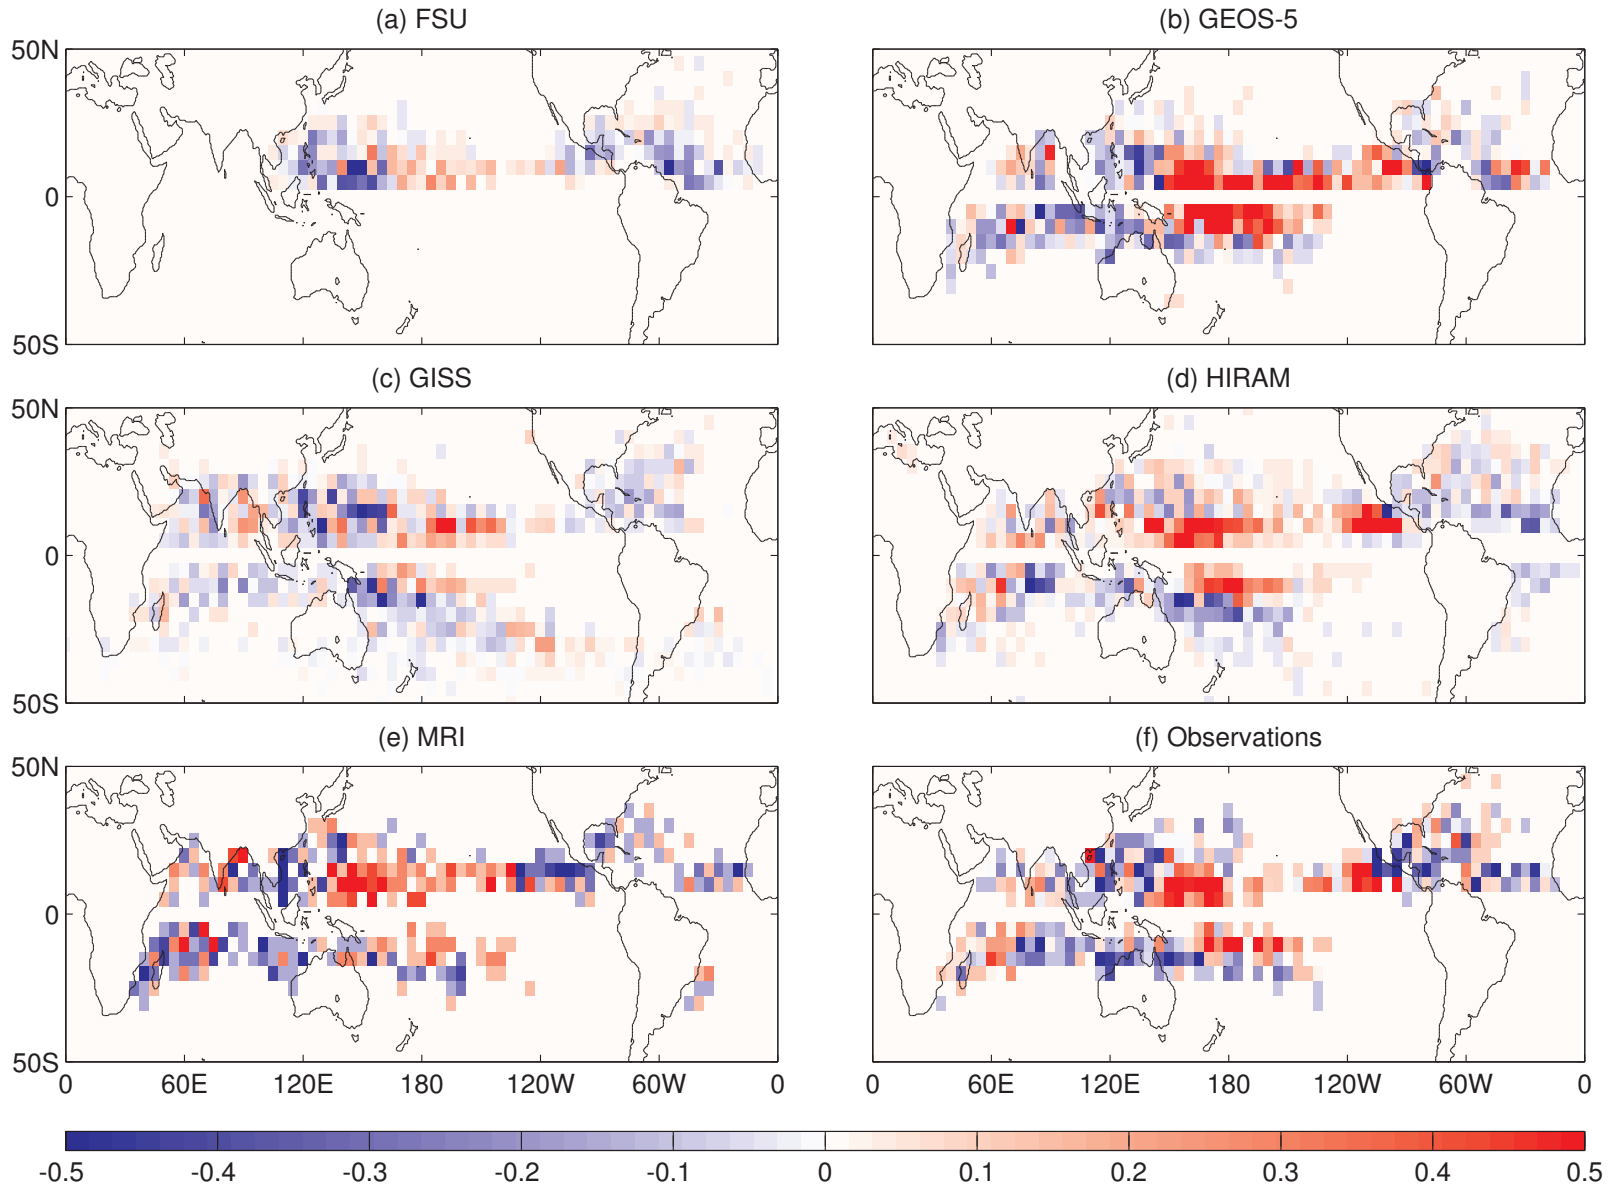 (a) FSU
(b) GEOS-5
50N
0
50S
(c) GISS
(d) HIRAM
50N
0
50S
(e) MRI
(f) Observations
50N
0
50S
0 60E 120E 180 120W 60W 0
0 60E 120E 180 120W 60W 0
-0.5 -0.4 -0.3 -0.2 -0.1 0 0.1 0.2 0.3 0.4 0.5